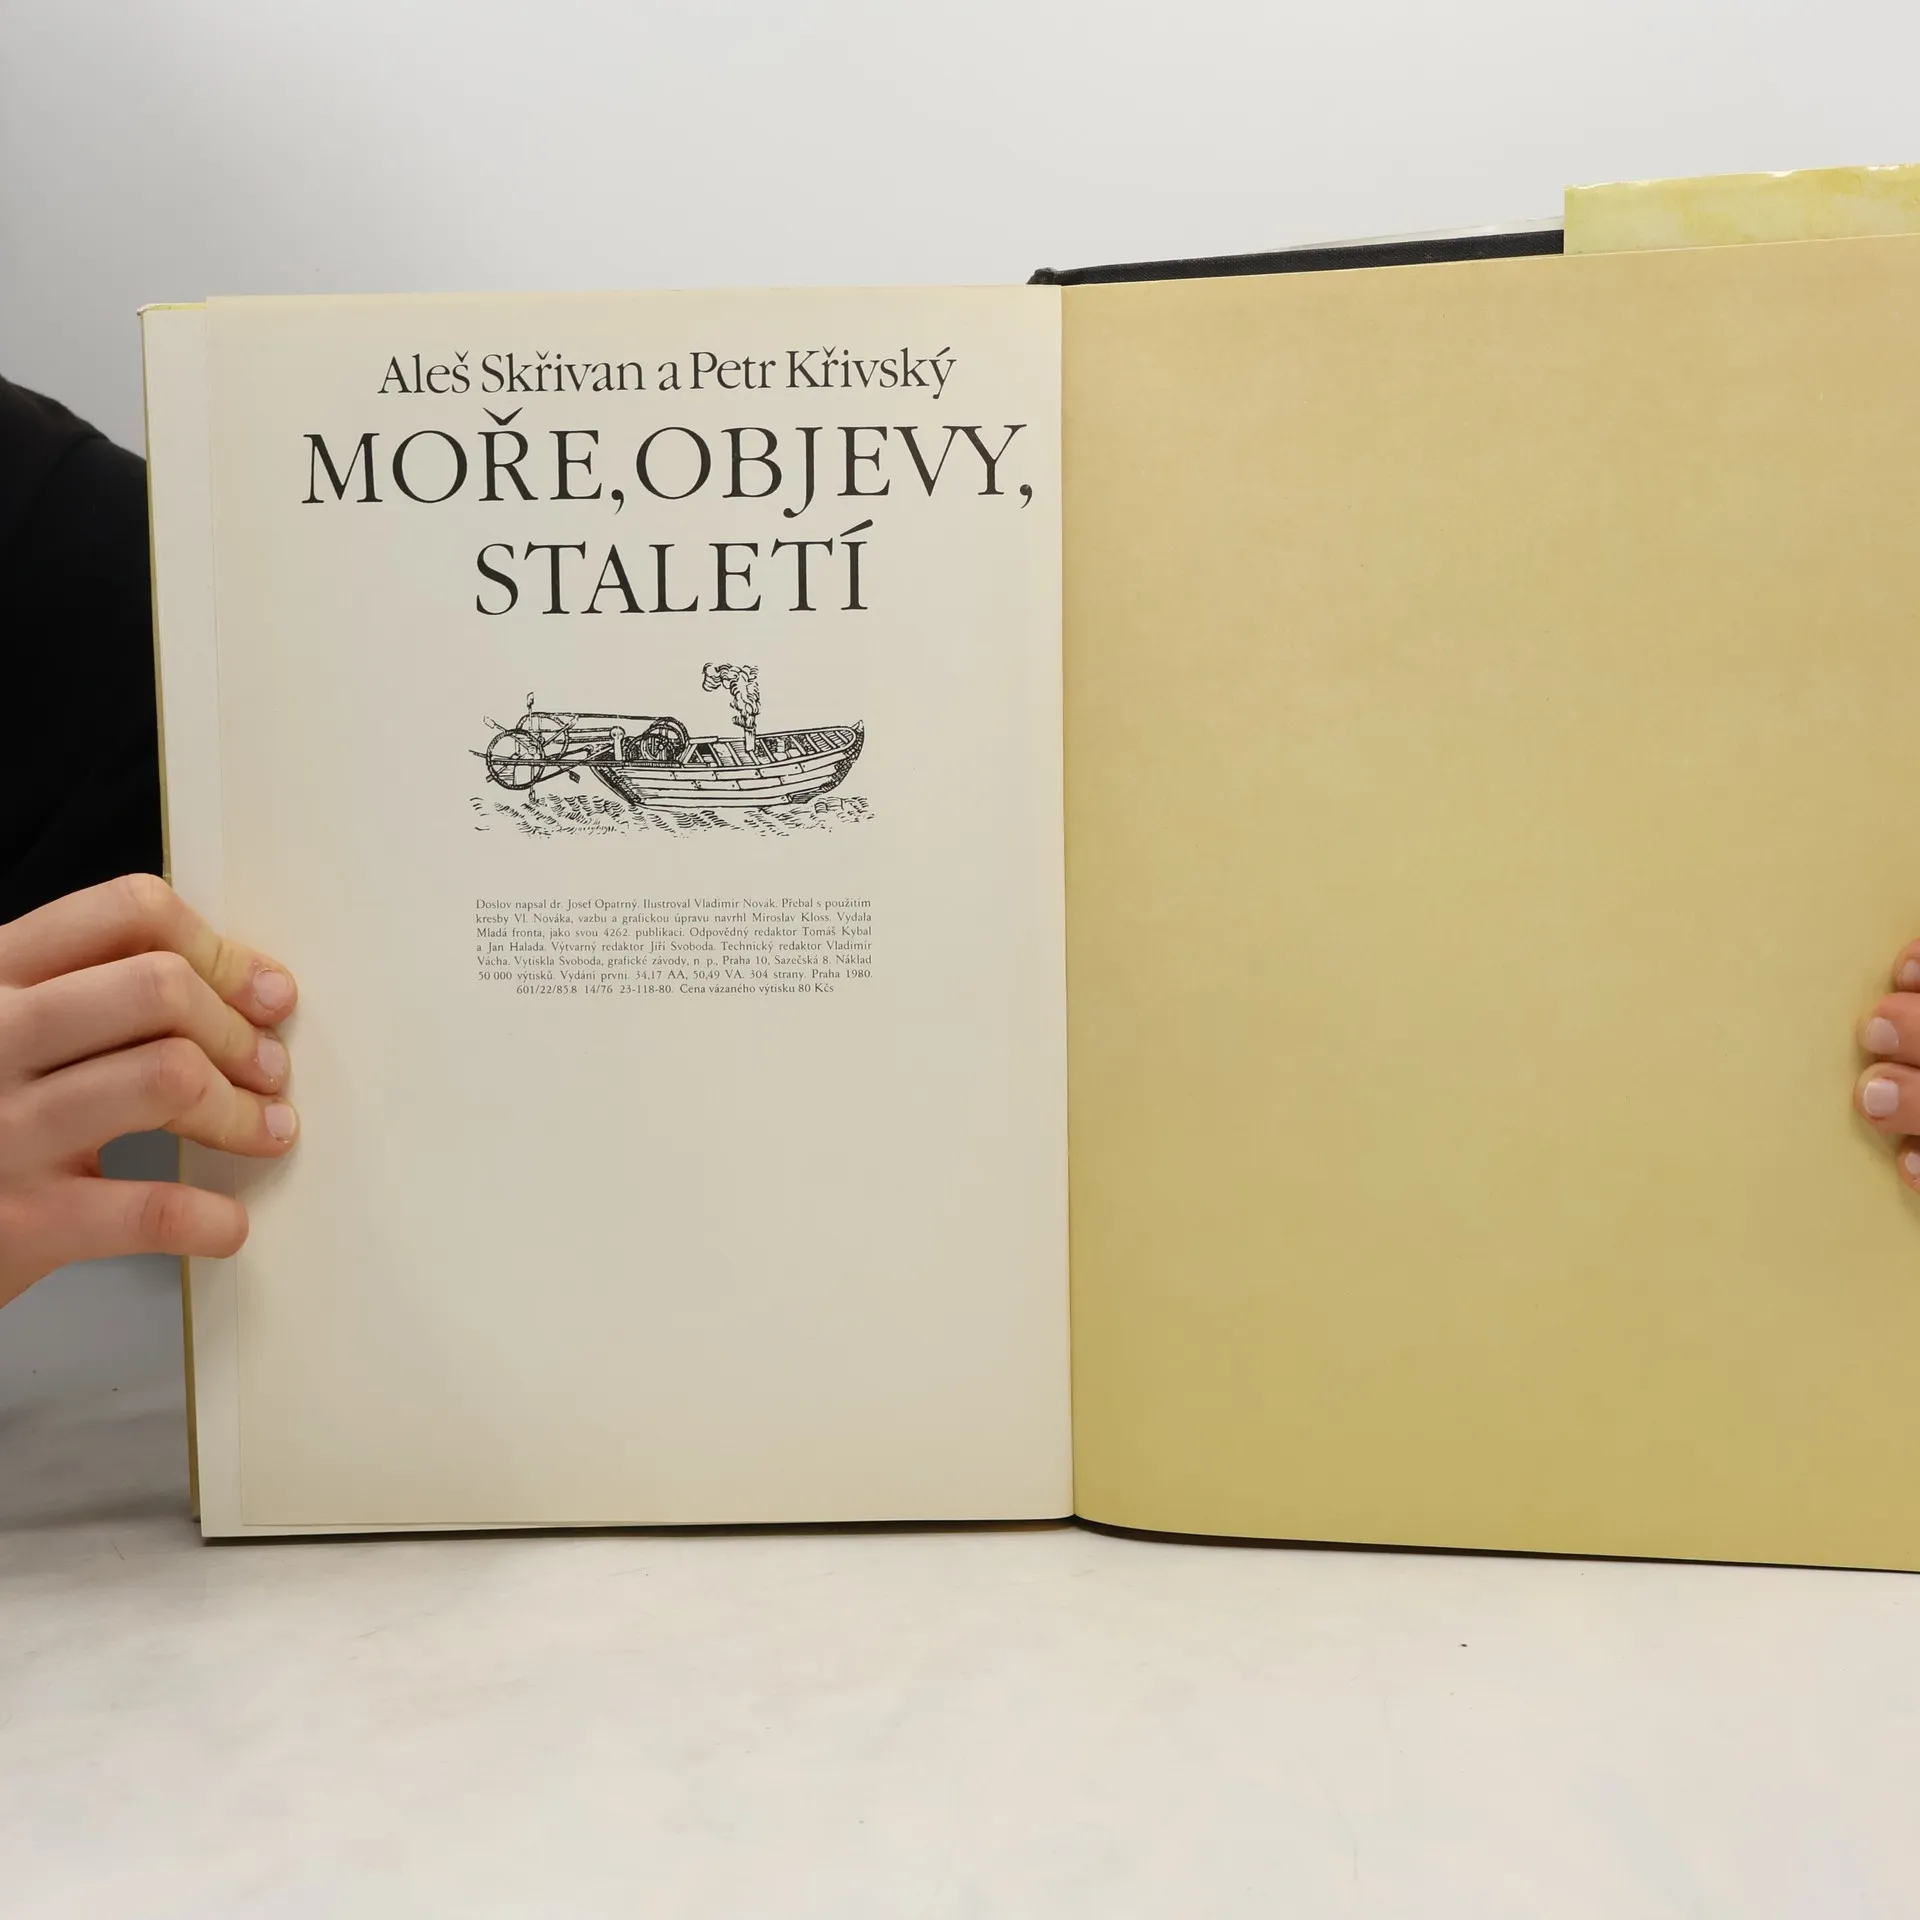 Aleš Skřivan a Petr Křivský
MOŘE, OBJEVY,
STALETÍ
Doslov napsal dr. Josef Opatrný. Ilustroval Vladimír Novák. Přebal s použitím
kresby Vl. Nováka, vazbu a grafickou úpravu navrhl Miroslav Kloss. Vydala
Mladá fronta, jako svou 4262. publikaci. Odpovědný redaktor Tomáš Kybal
a Jan Halada. Výtvarný redaktor Jiří Svoboda. Technický redaktor Vladimír
Vácha. Vytiskla Svoboda, grafické závody, n. p., Praha 10, Sazečská 8. Náklad
50 000 výtisků. Vydání první. 34,17 AA, 50,49 VA. 304 strany. Praha 1980.
601/22/85.8 14/76 23-118-80. Cena vázaného výtisku 80 Kčs